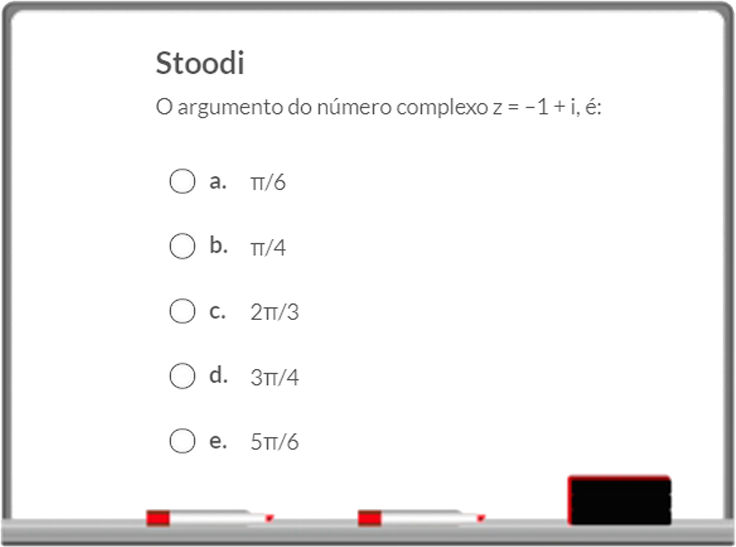 Stoodi
O argumento do número complexo z = −1 + i, é:
a. π/6
b. π/4
c. 2π/3
d. 3π/4
e. 5π/6